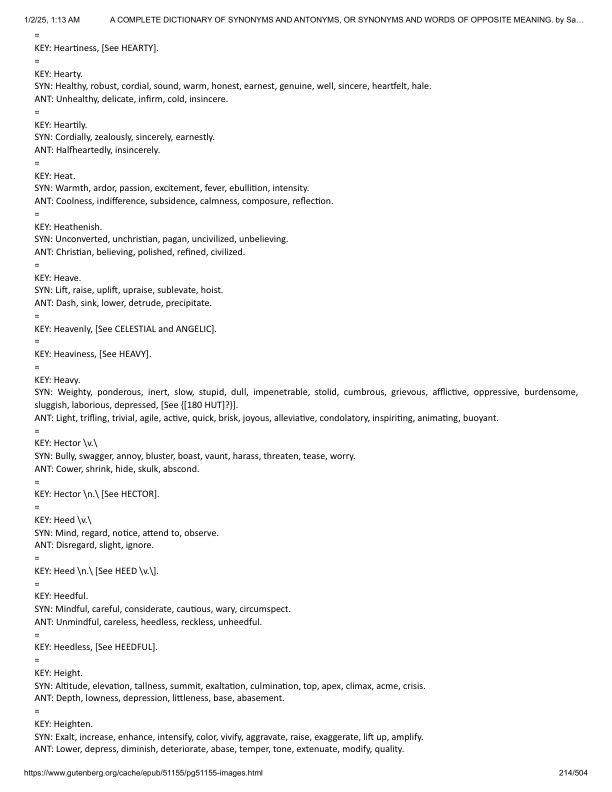 1/2/25, 1:13 AM A COMPLETE DICTIONARY OF SYNONYMS AND ANTONYMS, OR SYNONYMS AND WORDS OF OPPOSITE MEANING. by Sa…
=
KEY: Heartiness, [See HEARTY].
=
KEY: Hearty.
SYN: Healthy, robust, cordial, sound, warm, honest, earnest, genuine, well, sincere, heartfelt, hale.
ANT: Unhealthy, delicate, infirm, cold, insincere.
=
KEY: Heartily.
SYN: Cordially, zealously, sincerely, earnestly.
ANT: Halfheartedly, insincerely.
=
KEY: Heat.
SYN: Warmth, ardor, passion, excitement, fever, ebullition, intensity.
ANT: Coolness, indifference, subsidence, calmness, composure, reflection.
=
KEY: Heathenish.
SYN: Unconverted, unchristian, pagan, uncivilized, unbelieving.
ANT: Christian, believing, polished, refined, civilized.
=
KEY: Heave.
SYN: Lift, raise, uplift, upraise, sublevate, hoist.
ANT: Dash, sink, lower, detrude, precipitate.
=
KEY: Heavenly, [See CELESTIAL and ANGELIC].
=
KEY: Heaviness, [See HEAVY].
=
KEY: Heavy.
SYN: Weighty, ponderous, inert, slow, stupid, dull, impenetrable, stolid, cumbrous, grievous, afflictive, oppressive, burdensome,
sluggish, laborious, depressed, [See {[180 HUT]?}].
ANT: Light, trifling, trivial, agile, active, quick, brisk, joyous, alleviative, condolatory, inspiriting, animating, buoyant.
=
KEY: Hector \v.\
SYN: Bully, swagger, annoy, bluster, boast, vaunt, harass, threaten, tease, worry.
ANT: Cower, shrink, hide, skulk, abscond.
=
KEY: Hector \n.\ [See HECTOR].
=
KEY: Heed \v.\
SYN: Mind, regard, notice, attend to, observe.
ANT: Disregard, slight, ignore.
=
KEY: Heed \n.\ [See HEED \v.\].
=
KEY: Heedful.
SYN: Mindful, careful, considerate, cautious, wary, circumspect.
ANT: Unmindful, careless, heedless, reckless, unheedful.
=
KEY: Heedless, [See HEEDFUL].
=
KEY: Height.
SYN: Altitude, elevation, tallness, summit, exaltation, culmination, top, apex, climax, acme, crisis.
ANT: Depth, lowness, depression, littleness, base, abasement.
=
KEY: Heighten.
SYN: Exalt, increase, enhance, intensify, color, vivify, aggravate, raise, exaggerate, lift up, amplify.
ANT: Lower, depress, diminish, deteriorate, abase, temper, tone, extenuate, modify, quality.
https://www.gutenberg.org/cache/epub/51155/pg51155-images.html 214/504